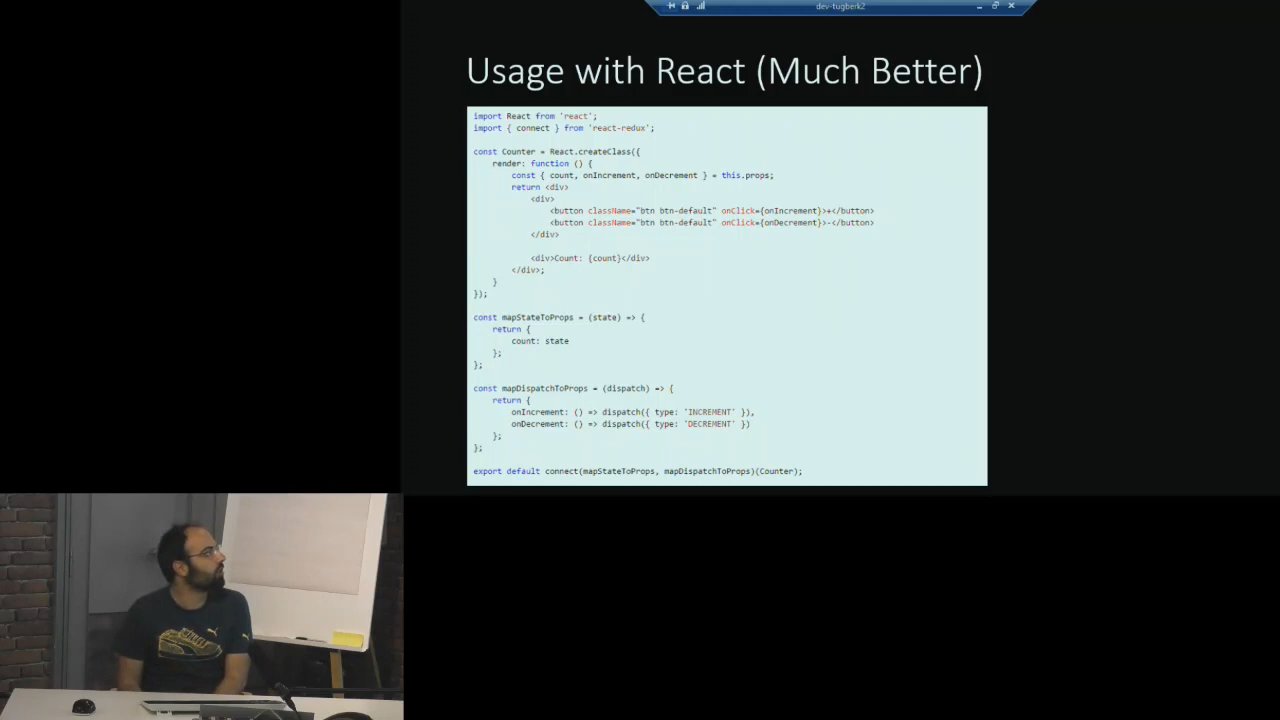 dev-tugberk2
Usage with React (Much Better)
import React from 'react';
import { connect } from 'react-redux';
const Counter = React.createClass({
render: function () {
const { count, onIncrement, onDecrement } = this.props;
return <div>
<div>
<button className="btn btn-default" onClick={onIncrement}>+</button>
<button className="btn btn-default" onClick={onDecrement}>-</button>
</div>
<div>Count: {count}</div>
</div>;
}
});
const mapStateToProps = (state) => {
return {
count: state
};
};
const mapDispatchToProps = (dispatch) => {
return {
onIncrement: () => dispatch({ type: 'INCREMENT' }),
onDecrement: () => dispatch({ type: 'DECREMENT' })
};
};
export default connect(mapStateToProps, mapDispatchToProps)(Counter);